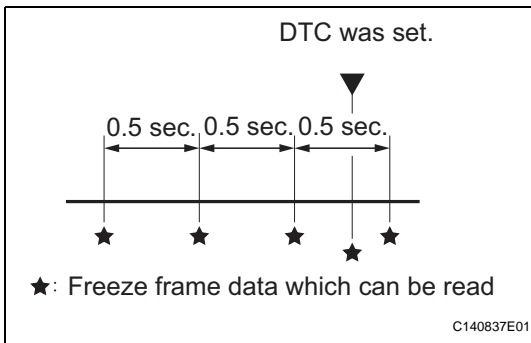 DTC was set.
0.5 sec. 0.5 sec. 0.5 sec.
★: Freeze frame data which can be read
C140837E01